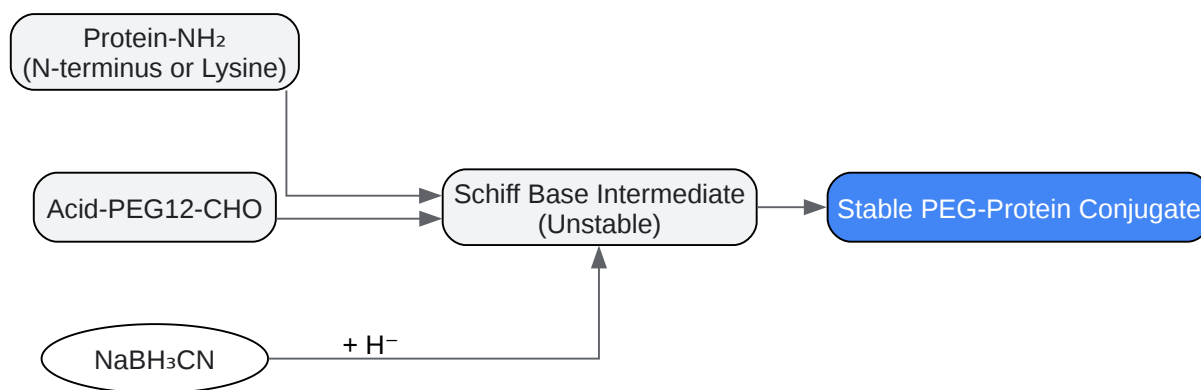 Protein-NH₂
(N-terminus or Lysine)
Acid-PEG12-CHO
Schiff Base Intermediate
(Unstable)
Stable PEG-Protein Conjugate
NaBH₃CN
+ H⁻